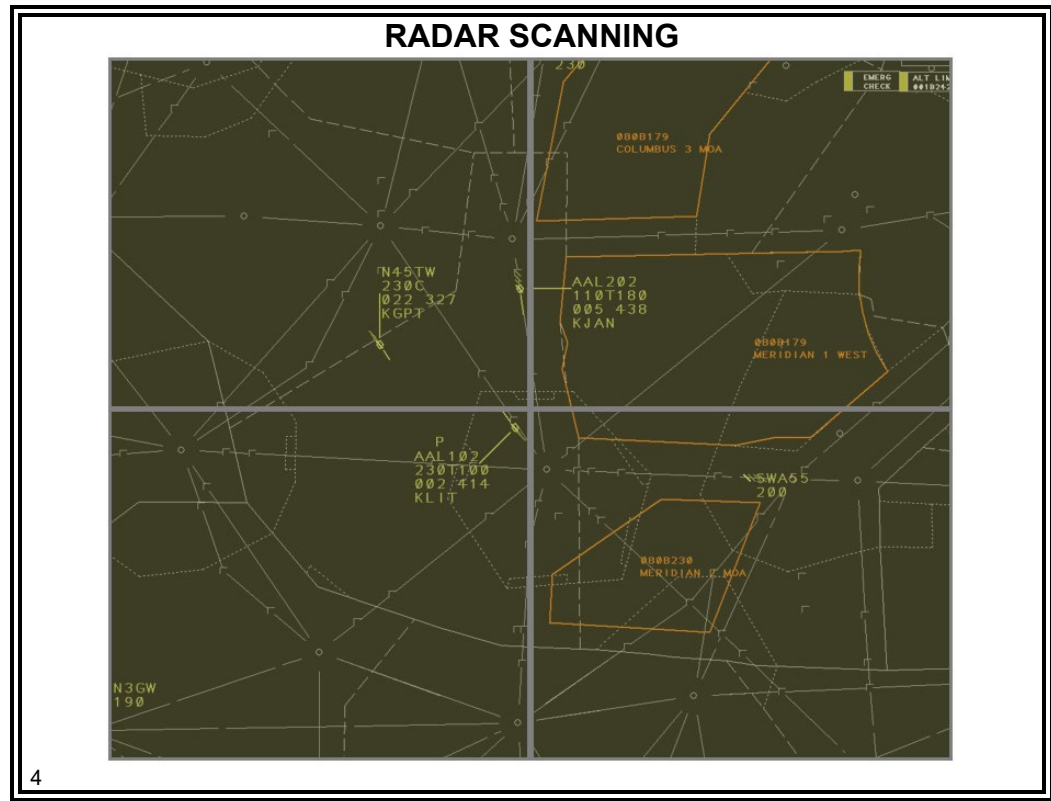 RADAR SCANNING
230
EMERG
CHECK
ALT LIM
001B242
080B179
COLUMBUS 3 MOA
N45TW
230C
022 327
KGPT
AAL202
110T180
005 438
KJAN
080B179
MERIDIAN 1 WEST
P
AAL102
230T100
002 414
KLIT
SWA55
200
080B230
MERIDIAN 2 MOA
N3GW
190
4